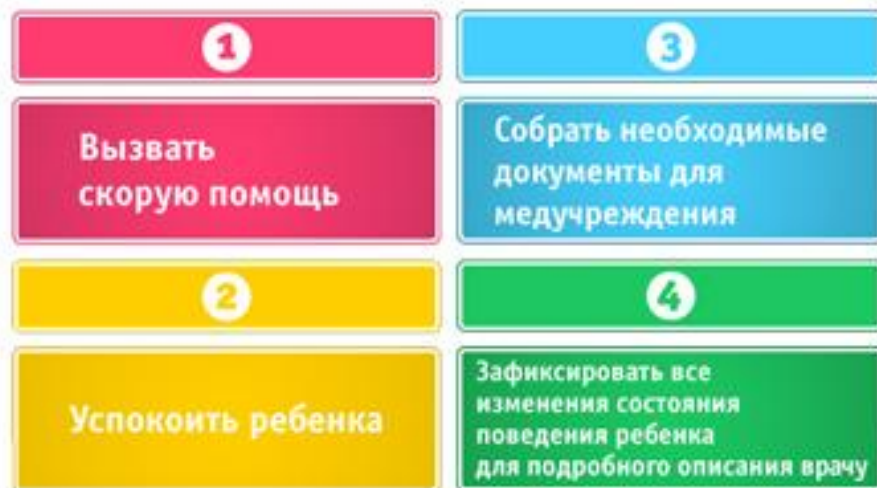 1
Вызвать
скорую помощь
2
Успокоить ребенка
3
Собрать необходимые
документы для
медучреждения
4
Зафиксировать все
изменения состояния
поведения ребенка
для подробного описания врачу